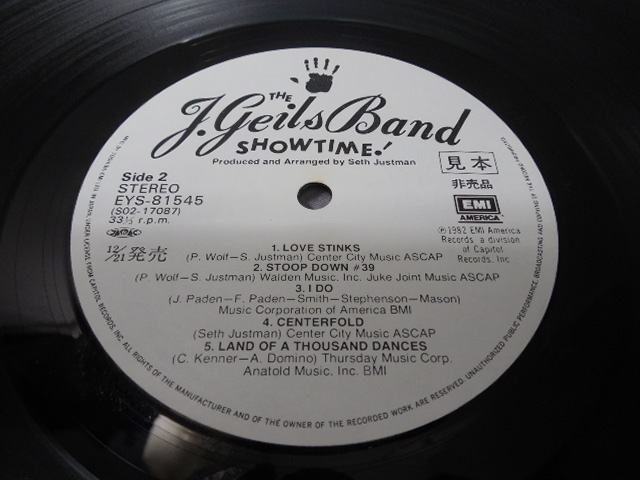 THE
J. Geils Band
SHOWTIME!
Produced and Arranged by Seth Justman
見本
非売品
Side 2
STEREO
EYS-81545
(S02-17087)
33⅓ r.p.m.
12/21発売
EMI
AMERICA
℗1982 EMI America
Records a division
of Capitol
Records, Inc
1. LOVE STINKS
(P. Wolf–S. Justman) Center City Music ASCAP
2. STOOP DOWN #39
(P. Wolf–S. Justman) Walden Music, Inc. Juke Joint Music ASCAP
3. I DO
(J. Paden–F. Paden–Smith–Stephenson–Mason)
Music Corporation of America BMI
4. CENTERFOLD
(Seth Justman) Center City Music ASCAP
5. LAND OF A THOUSAND DANCES
(C. Kenner–A. Domino) Thursday Music Corp.
Anatold Music, Inc. BMI
FROM CAPITOL RECORDS, INC. ALL RIGHTS OF THE MANUFACTURER AND OF THE OWNER OF THE RECORDED WORK ARE RESERVED. UNAUTHORIZED PUBLIC PERFORMANCE, BROADCASTING AND COPYING OF THIS RECORD PROHIBITED.